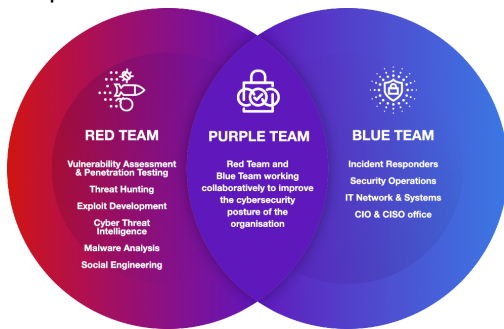 RED TEAM
Vulnerability Assessment
& Penetration Testing
Threat Hunting
Exploit Development
Cyber Threat
Intelligence
Malware Analysis
Social Engineering
PURPLE TEAM
Red Team and
Blue Team working
collaboratively to improve
the cybersecurity
posture of the
organisation
BLUE TEAM
Incident Responders
Security Operations
IT Network & Systems
CIO & CISO office